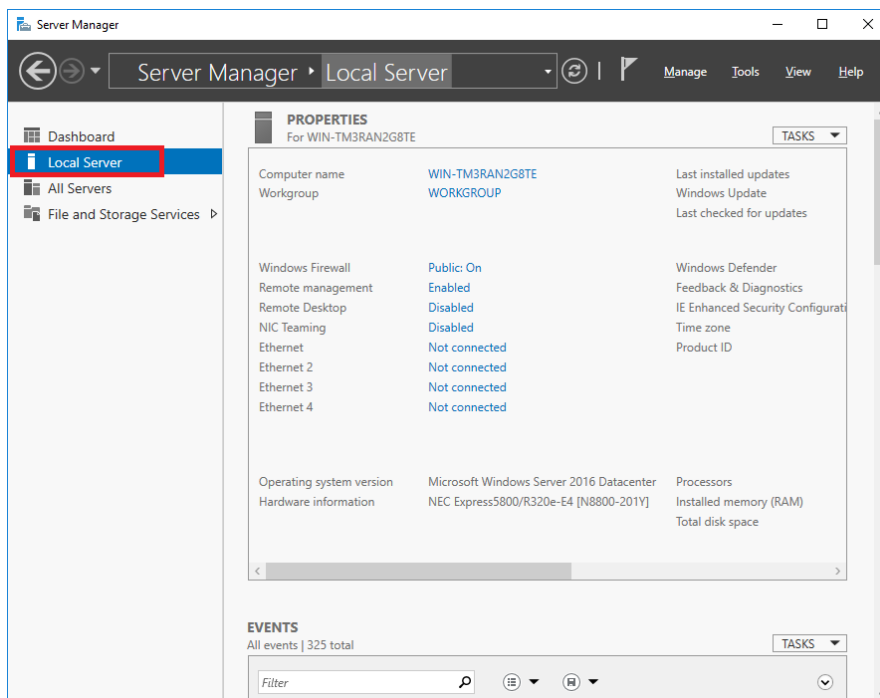 Server Manager
Server Manager ‣ Local Server
Manage Tools View Help
Dashboard
Local Server
All Servers
File and Storage Services
PROPERTIES
For WIN-TM3RAN2G8TE
TASKS
Computer name WIN-TM3RAN2G8TE Last installed updates
Workgroup WORKGROUP Windows Update
Last checked for updates
Windows Firewall Public: On Windows Defender
Remote management Enabled Feedback & Diagnostics
Remote Desktop Disabled IE Enhanced Security Configurati
NIC Teaming Disabled Time zone
Ethernet Not connected Product ID
Ethernet 2 Not connected
Ethernet 3 Not connected
Ethernet 4 Not connected
Operating system version Microsoft Windows Server 2016 Datacenter Processors
Hardware information NEC Express5800/R320e-E4 [N8800-201Y] Installed memory (RAM)
Total disk space
EVENTS
All events | 325 total
TASKS
Filter